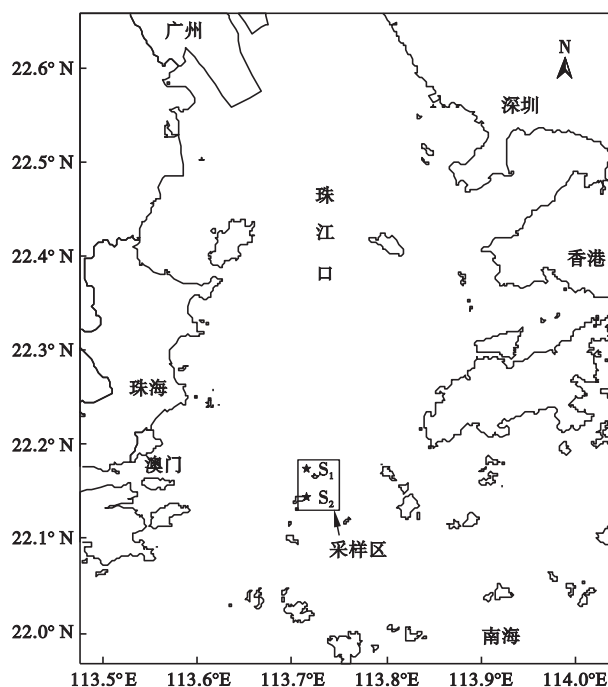 广州
N
22.6° N
深圳
22.5° N
珠
江
口
22.4° N
香港
22.3° N
珠海
22.2° N
澳门
S₁
S₂
22.1° N
采样区
22.0° N
南海
113.5°E 113.6°E 113.7°E 113.8°E 113.9°E 114.0°E